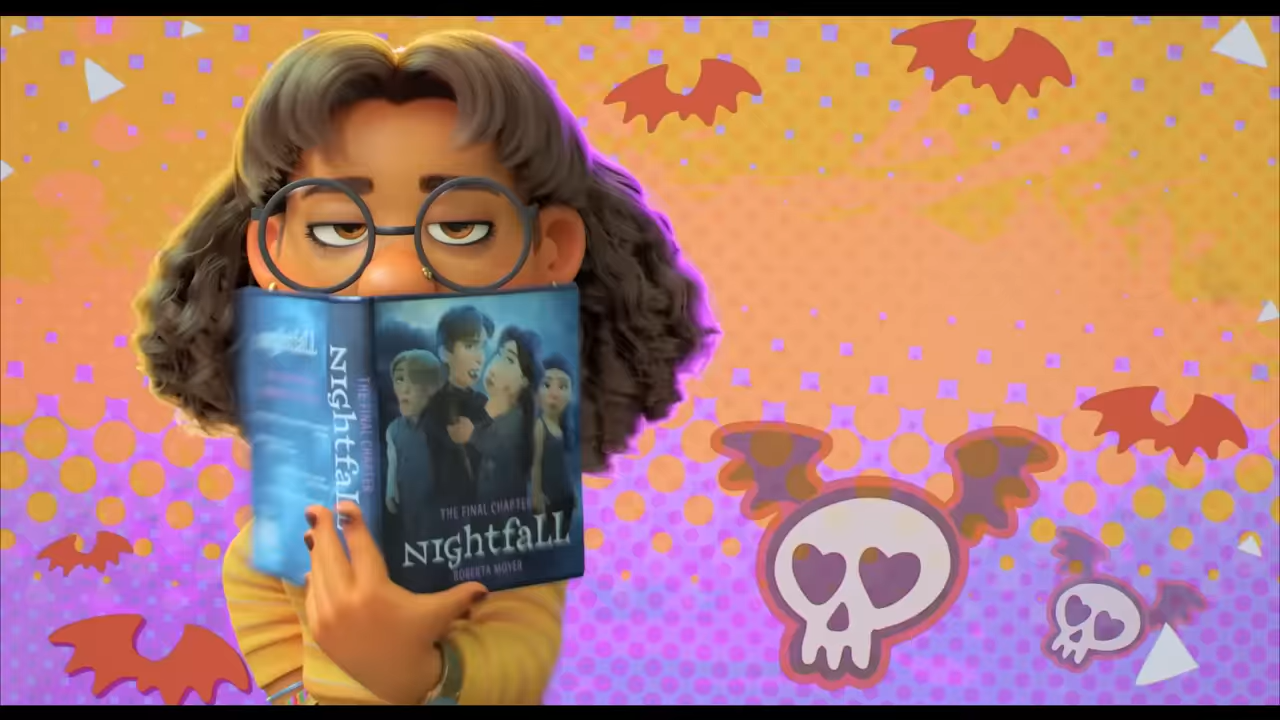 THE FINAL CHAPTER
Nightfall
THE FINAL CHAPTER
Nightfall
ROBERTA MOYER